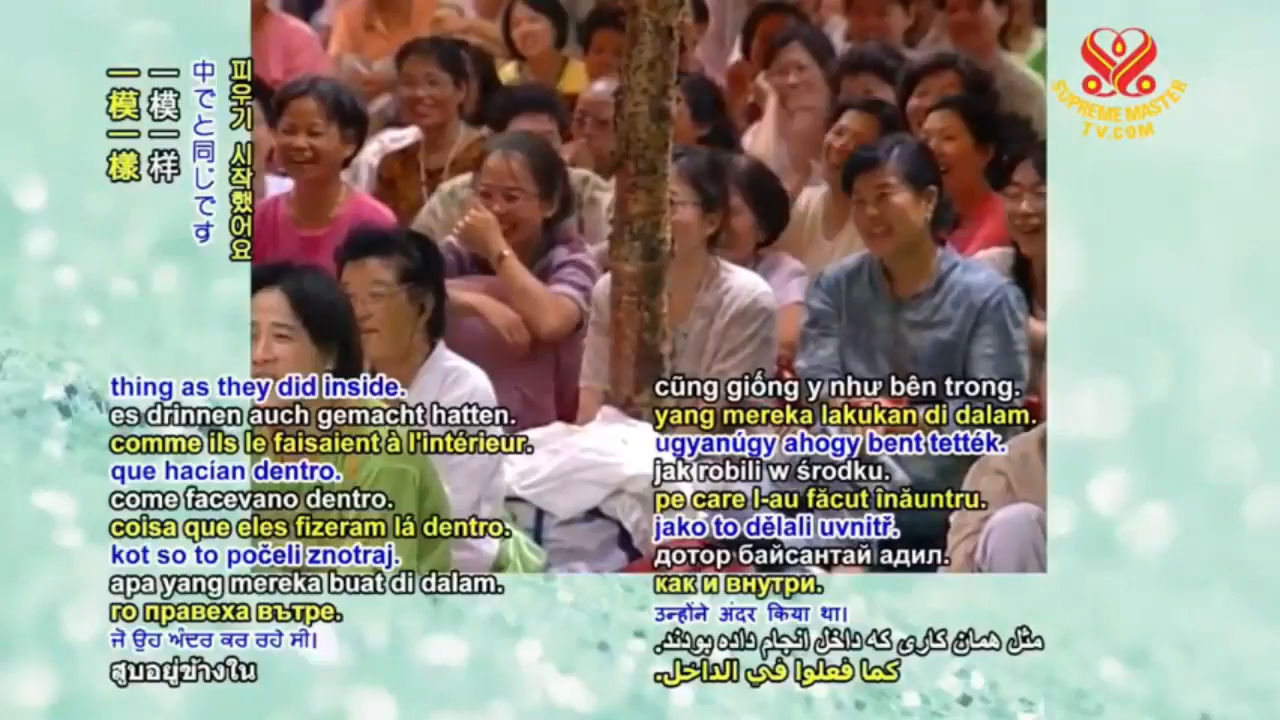 一模一樣
一模一样
中でと同じです
피우기 시작했어요
SUPREME MASTER
TV.COM
thing as they did inside.
es drinnen auch gemacht hatten.
comme ils le faisaient à l'intérieur.
que hacían dentro.
come facevano dentro.
coisa que eles fizeram lá dentro.
kot so to počeli znotraj.
apa yang mereka buat di dalam.
го правеха вътре.
ਜੋ ਉਹ ਅੰਦਰ ਕਰ ਰਹੇ ਸੀ।
สูบอยู่ข้างใน
cũng giống y như bên trong.
yang mereka lakukan di dalam.
ugyanúgy ahogy bent tették.
jak robili w środku.
pe care l-au făcut înăuntru.
jako to dělali uvnitř.
дотор байсантай адил.
как и внутри.
उन्होंने अंदर किया था।
مثل همان کاری که داخل انجام داده بودند.
كما فعلوا في الداخل.